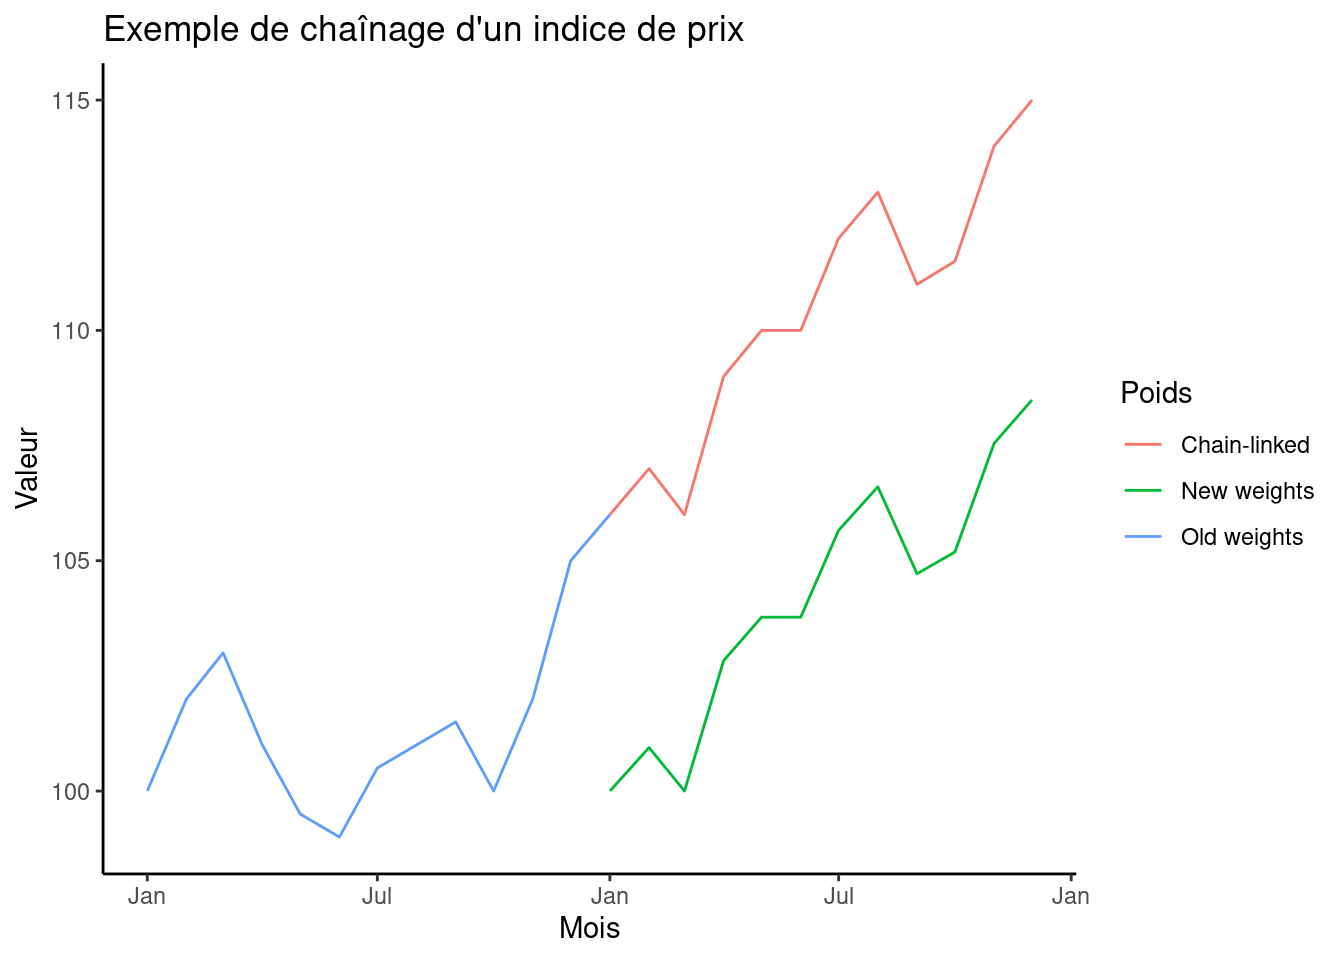 Exemple de chaînage d'un indice de prix
115
110
105
100
Valeur
Jan
Jul
Jan
Jul
Jan
Mois
Poids
Chain-linked
New weights
Old weights